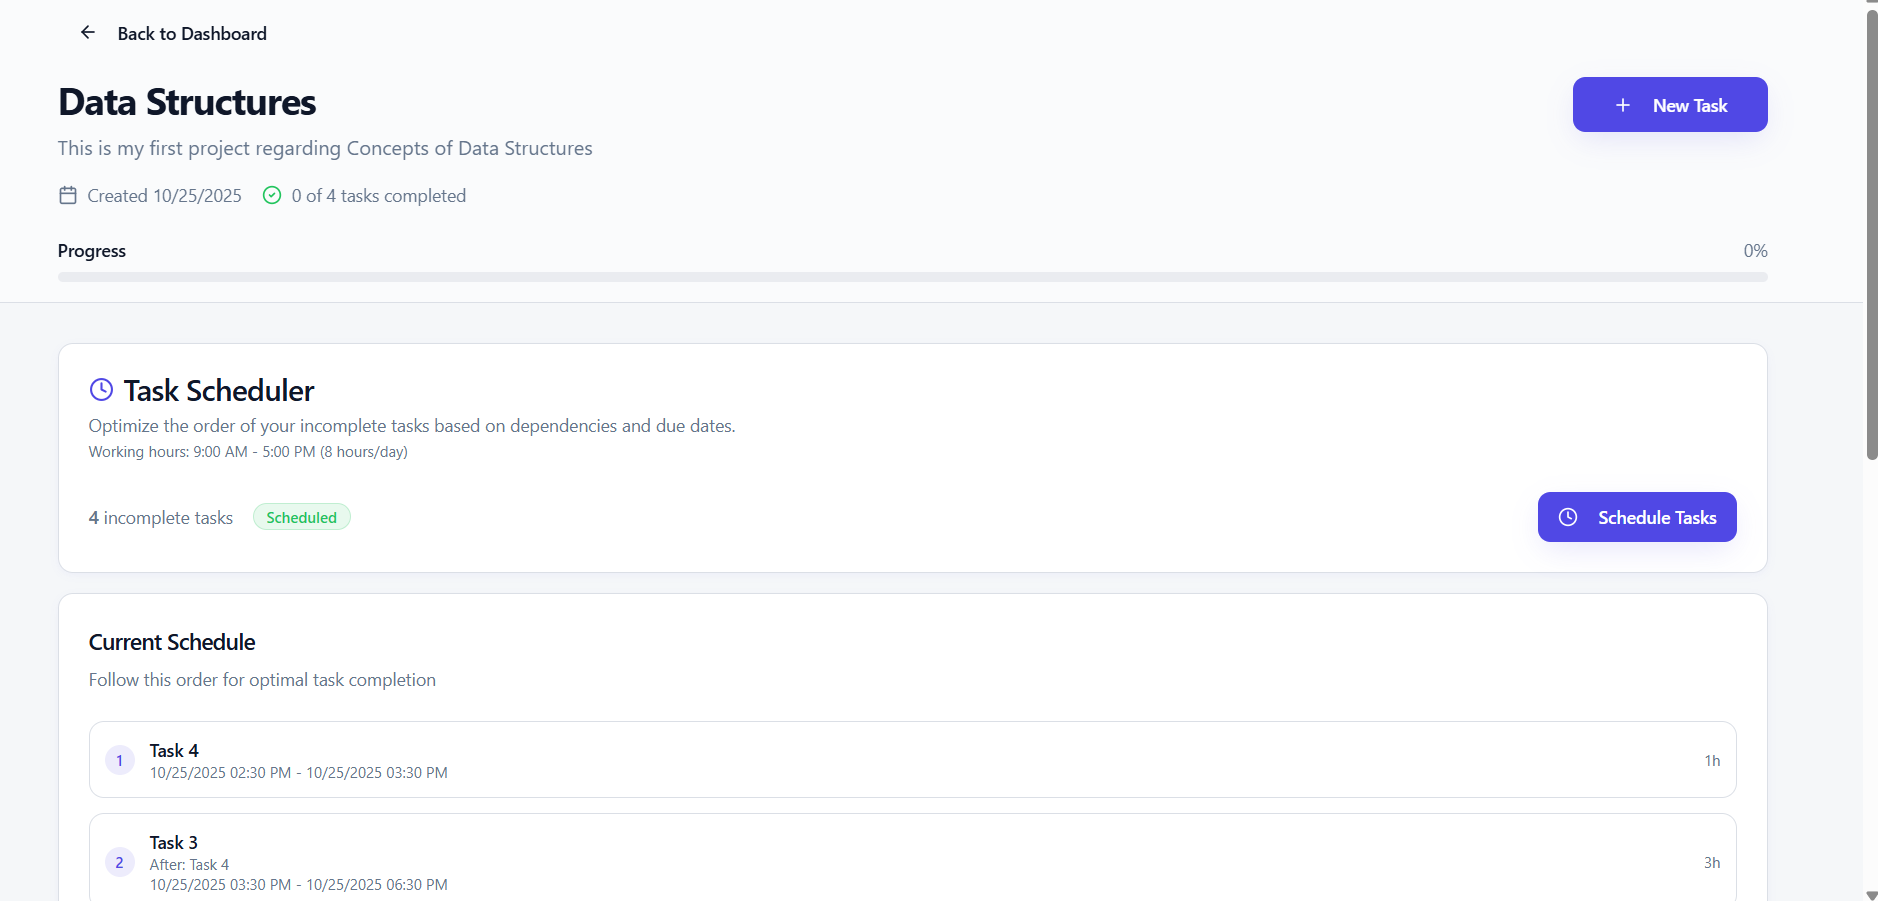 Back to Dashboard
Data Structures
New Task
This is my first project regarding Concepts of Data Structures
Created 10/25/2025 0 of 4 tasks completed
Progress 0%
Task Scheduler
Optimize the order of your incomplete tasks based on dependencies and due dates.
Working hours: 9:00 AM - 5:00 PM (8 hours/day)
4 incomplete tasks Scheduled Schedule Tasks
Current Schedule
Follow this order for optimal task completion
1
Task 4
10/25/2025 02:30 PM - 10/25/2025 03:30 PM
1h
2
Task 3
After: Task 4
10/25/2025 03:30 PM - 10/25/2025 06:30 PM
3h